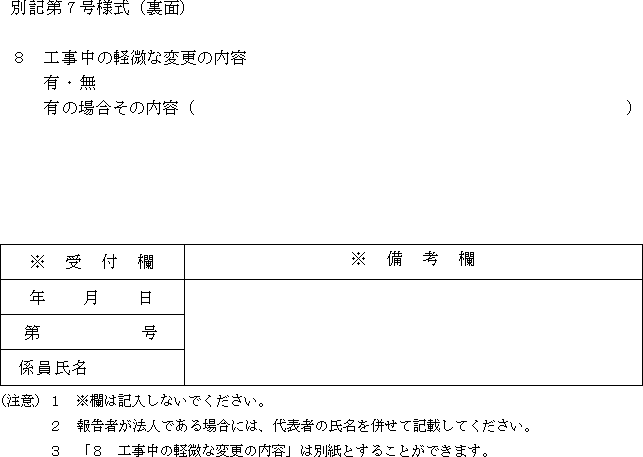 別記第７号様式（裏面）
８　工事中の軽微な変更の内容
有・無
有の場合その内容（　　　　　　　　　　　　　　　　　　　　　　　　）
※　受　付　欄
※　備　考　欄
年　　月　　日
第　　　　　　号
係員氏名
（注意）１　※欄は記入しないでください。
２　報告者が法人である場合には、代表者の氏名を併せて記載してください。
３　「８　工事中の軽微な変更の内容」は別紙とすることができます。